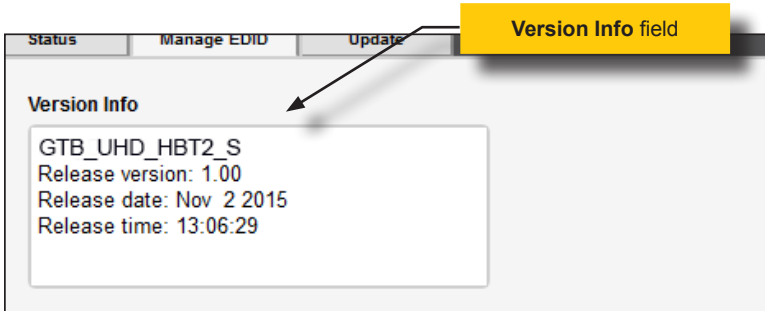 Version Info field
Status Manage EDID Update
Version Info
GTB_UHD_HBT2_S
Release version: 1.00
Release date: Nov  2 2015
Release time: 13:06:29